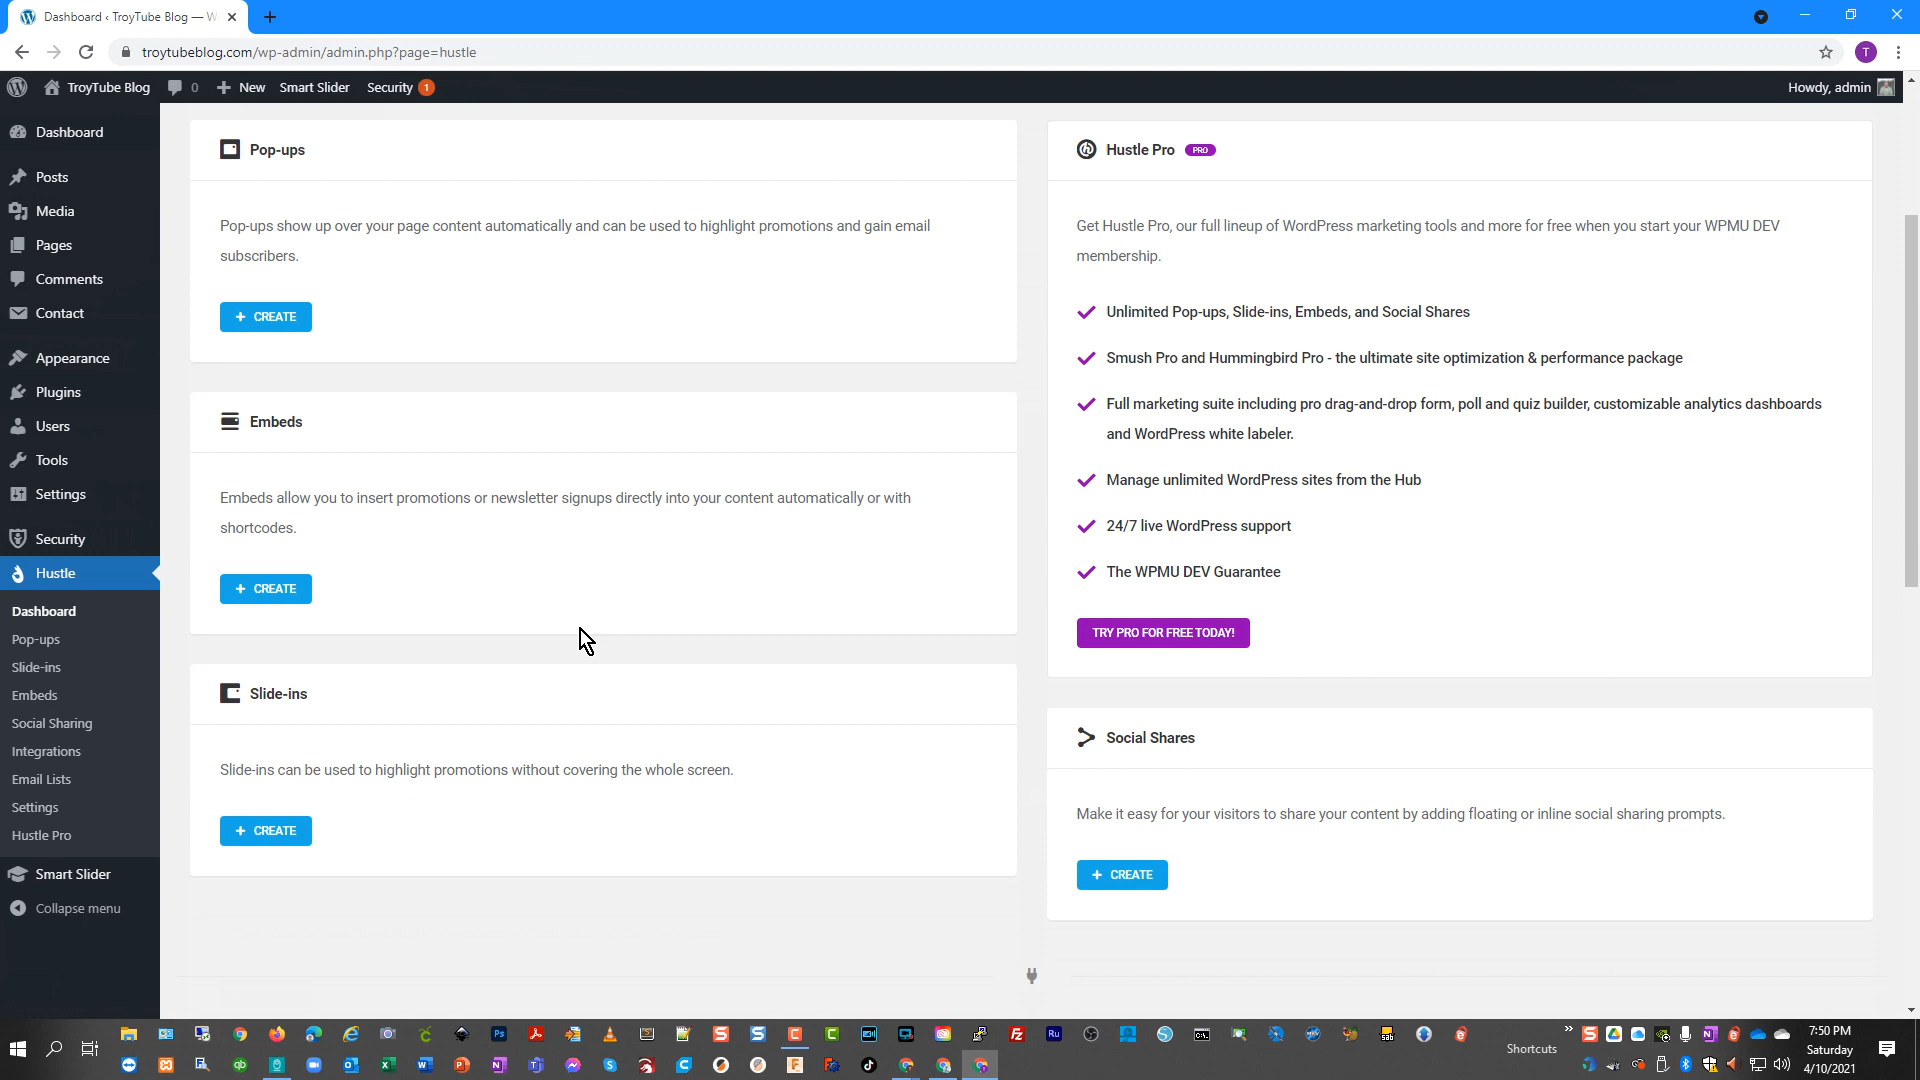 Dashboard ‹ TroyTube Blog — W
troytubeblog.com/wp-admin/admin.php?page=hustle
T
TroyTube Blog
0
New
Smart Slider
Security 1
Howdy, admin
Dashboard
Posts
Media
Pages
Comments
Contact
Appearance
Plugins
Users
Tools
Settings
Security
Hustle
Dashboard
Pop-ups
Slide-ins
Embeds
Social Sharing
Integrations
Email Lists
Settings
Hustle Pro
Smart Slider
Collapse menu
Pop-ups
Pop-ups show up over your page content automatically and can be used to highlight promotions and gain email
subscribers.
+ CREATE
Embeds
Embeds allow you to insert promotions or newsletter signups directly into your content automatically or with
shortcodes.
+ CREATE
Slide-ins
Slide-ins can be used to highlight promotions without covering the whole screen.
+ CREATE
Hustle Pro PRO
Get Hustle Pro, our full lineup of WordPress marketing tools and more for free when you start your WPMU DEV
membership.
Unlimited Pop-ups, Slide-ins, Embeds, and Social Shares
Smush Pro and Hummingbird Pro - the ultimate site optimization & performance package
Full marketing suite including pro drag-and-drop form, poll and quiz builder, customizable analytics dashboards
and WordPress white labeler.
Manage unlimited WordPress sites from the Hub
24/7 live WordPress support
The WPMU DEV Guarantee
TRY PRO FOR FREE TODAY!
Social Shares
Make it easy for your visitors to share your content by adding floating or inline social sharing prompts.
+ CREATE
Shortcuts
7:50 PM
Saturday
4/10/2021